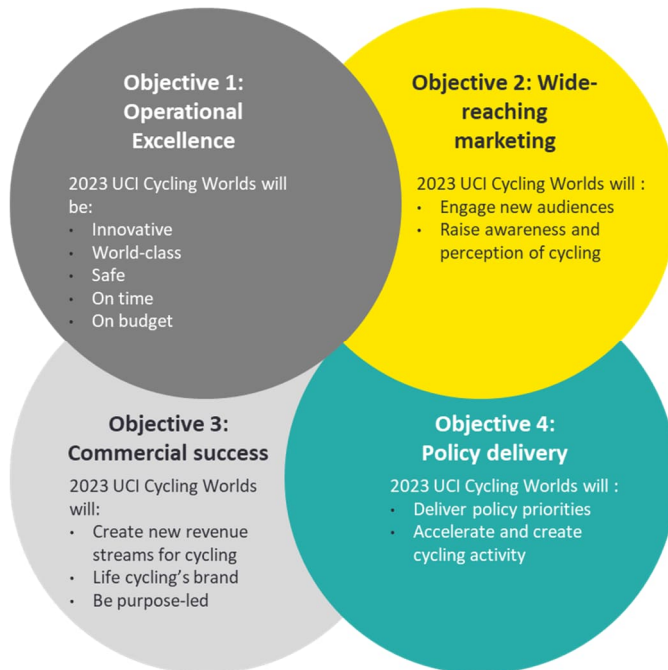 Objective 1:
Operational
Excellence
2023 UCI Cycling Worlds will
be:
• Innovative
• World-class
• Safe
• On time
• On budget
Objective 2: Wide-
reaching
marketing
2023 UCI Cycling Worlds will :
• Engage new audiences
• Raise awareness and
perception of cycling
Objective 3:
Commercial success
2023 UCI Cycling Worlds
will:
• Create new revenue
streams for cycling
• Life cycling's brand
• Be purpose-led
Objective 4:
Policy delivery
2023 UCI Cycling Worlds will :
• Deliver policy priorities
• Accelerate and create
cycling activity